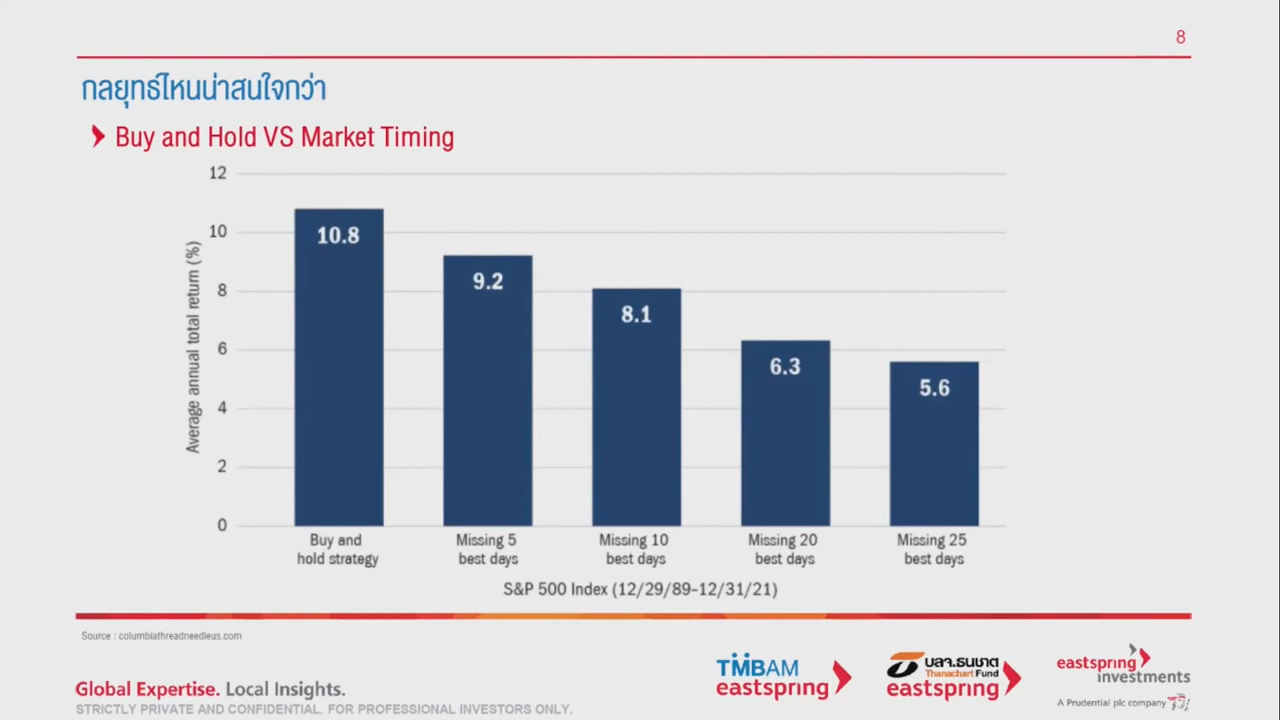 8
กลยุทธ์ไหนน่าสนใจกว่า
Buy and Hold VS Market Timing
Average annual total return (%)
12
10
8
6
4
2
0
10.8
9.2
8.1
6.3
5.6
Buy and
hold strategy
Missing 5
best days
Missing 10
best days
Missing 20
best days
Missing 25
best days
S&P 500 Index (12/29/89–12/31/21)
Source : columbiathreadneedleus.com
Global Expertise. Local Insights.
STRICTLY PRIVATE AND CONFIDENTIAL. FOR PROFESSIONAL INVESTORS ONLY.
TMBAM
eastspring
บลจ.ธนชาต
Thanachart Fund
eastspring
eastspring
investments
A Prudential plc company